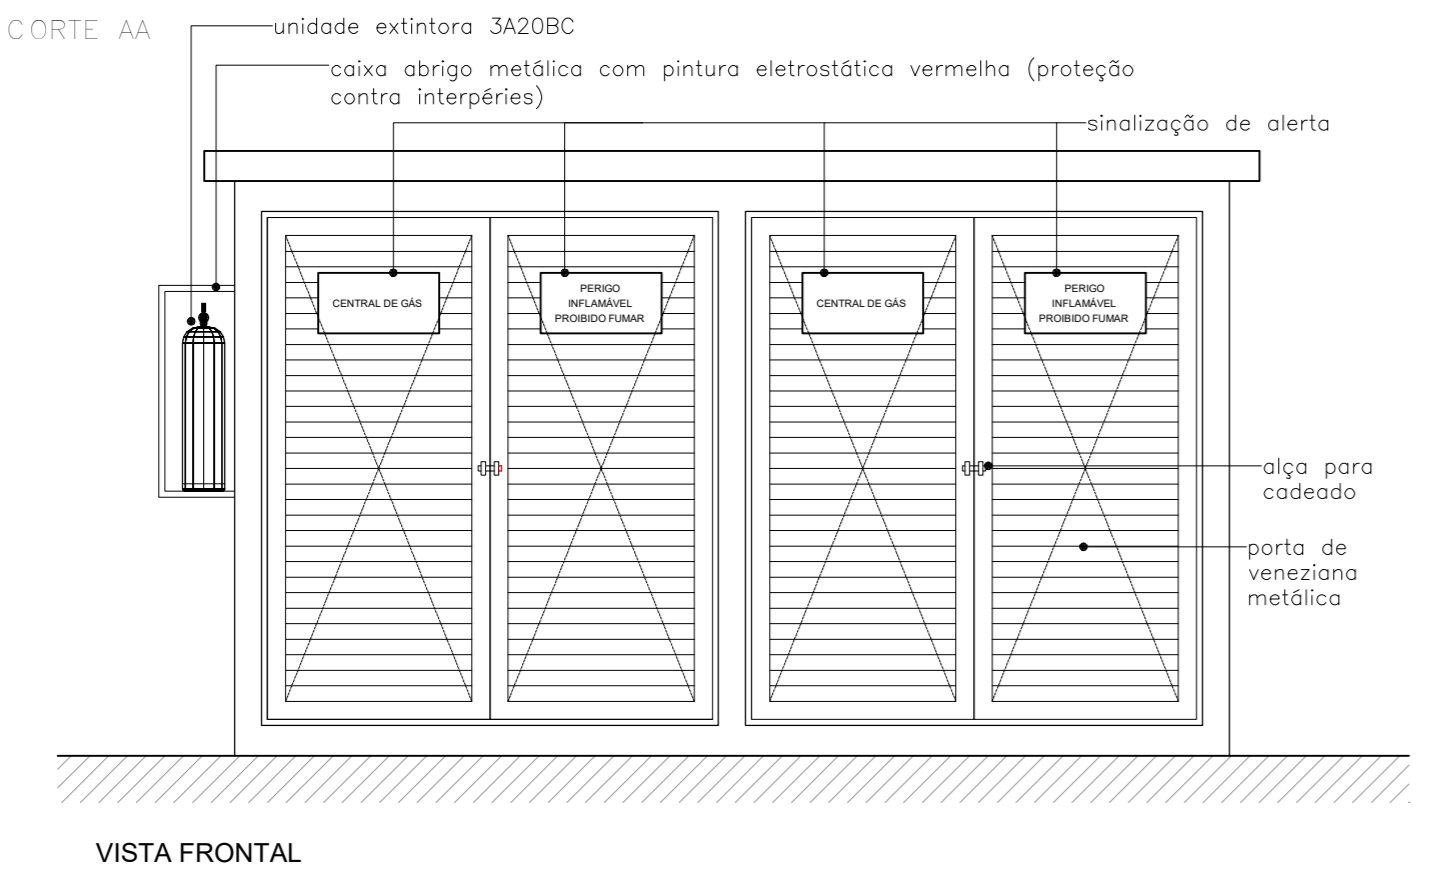 CORTE AA
unidade extintora 3A20BC
caixa abrigo metálica com pintura eletrostática vermelha (proteção
contra interpéries)
sinalização de alerta
CENTRAL DE GÁS
PERIGO
INFLAMÁVEL
PROIBIDO FUMAR
CENTRAL DE GÁS
PERIGO
INFLAMÁVEL
PROIBIDO FUMAR
alça para
cadeado
porta de
veneziana
metálica
VISTA FRONTAL